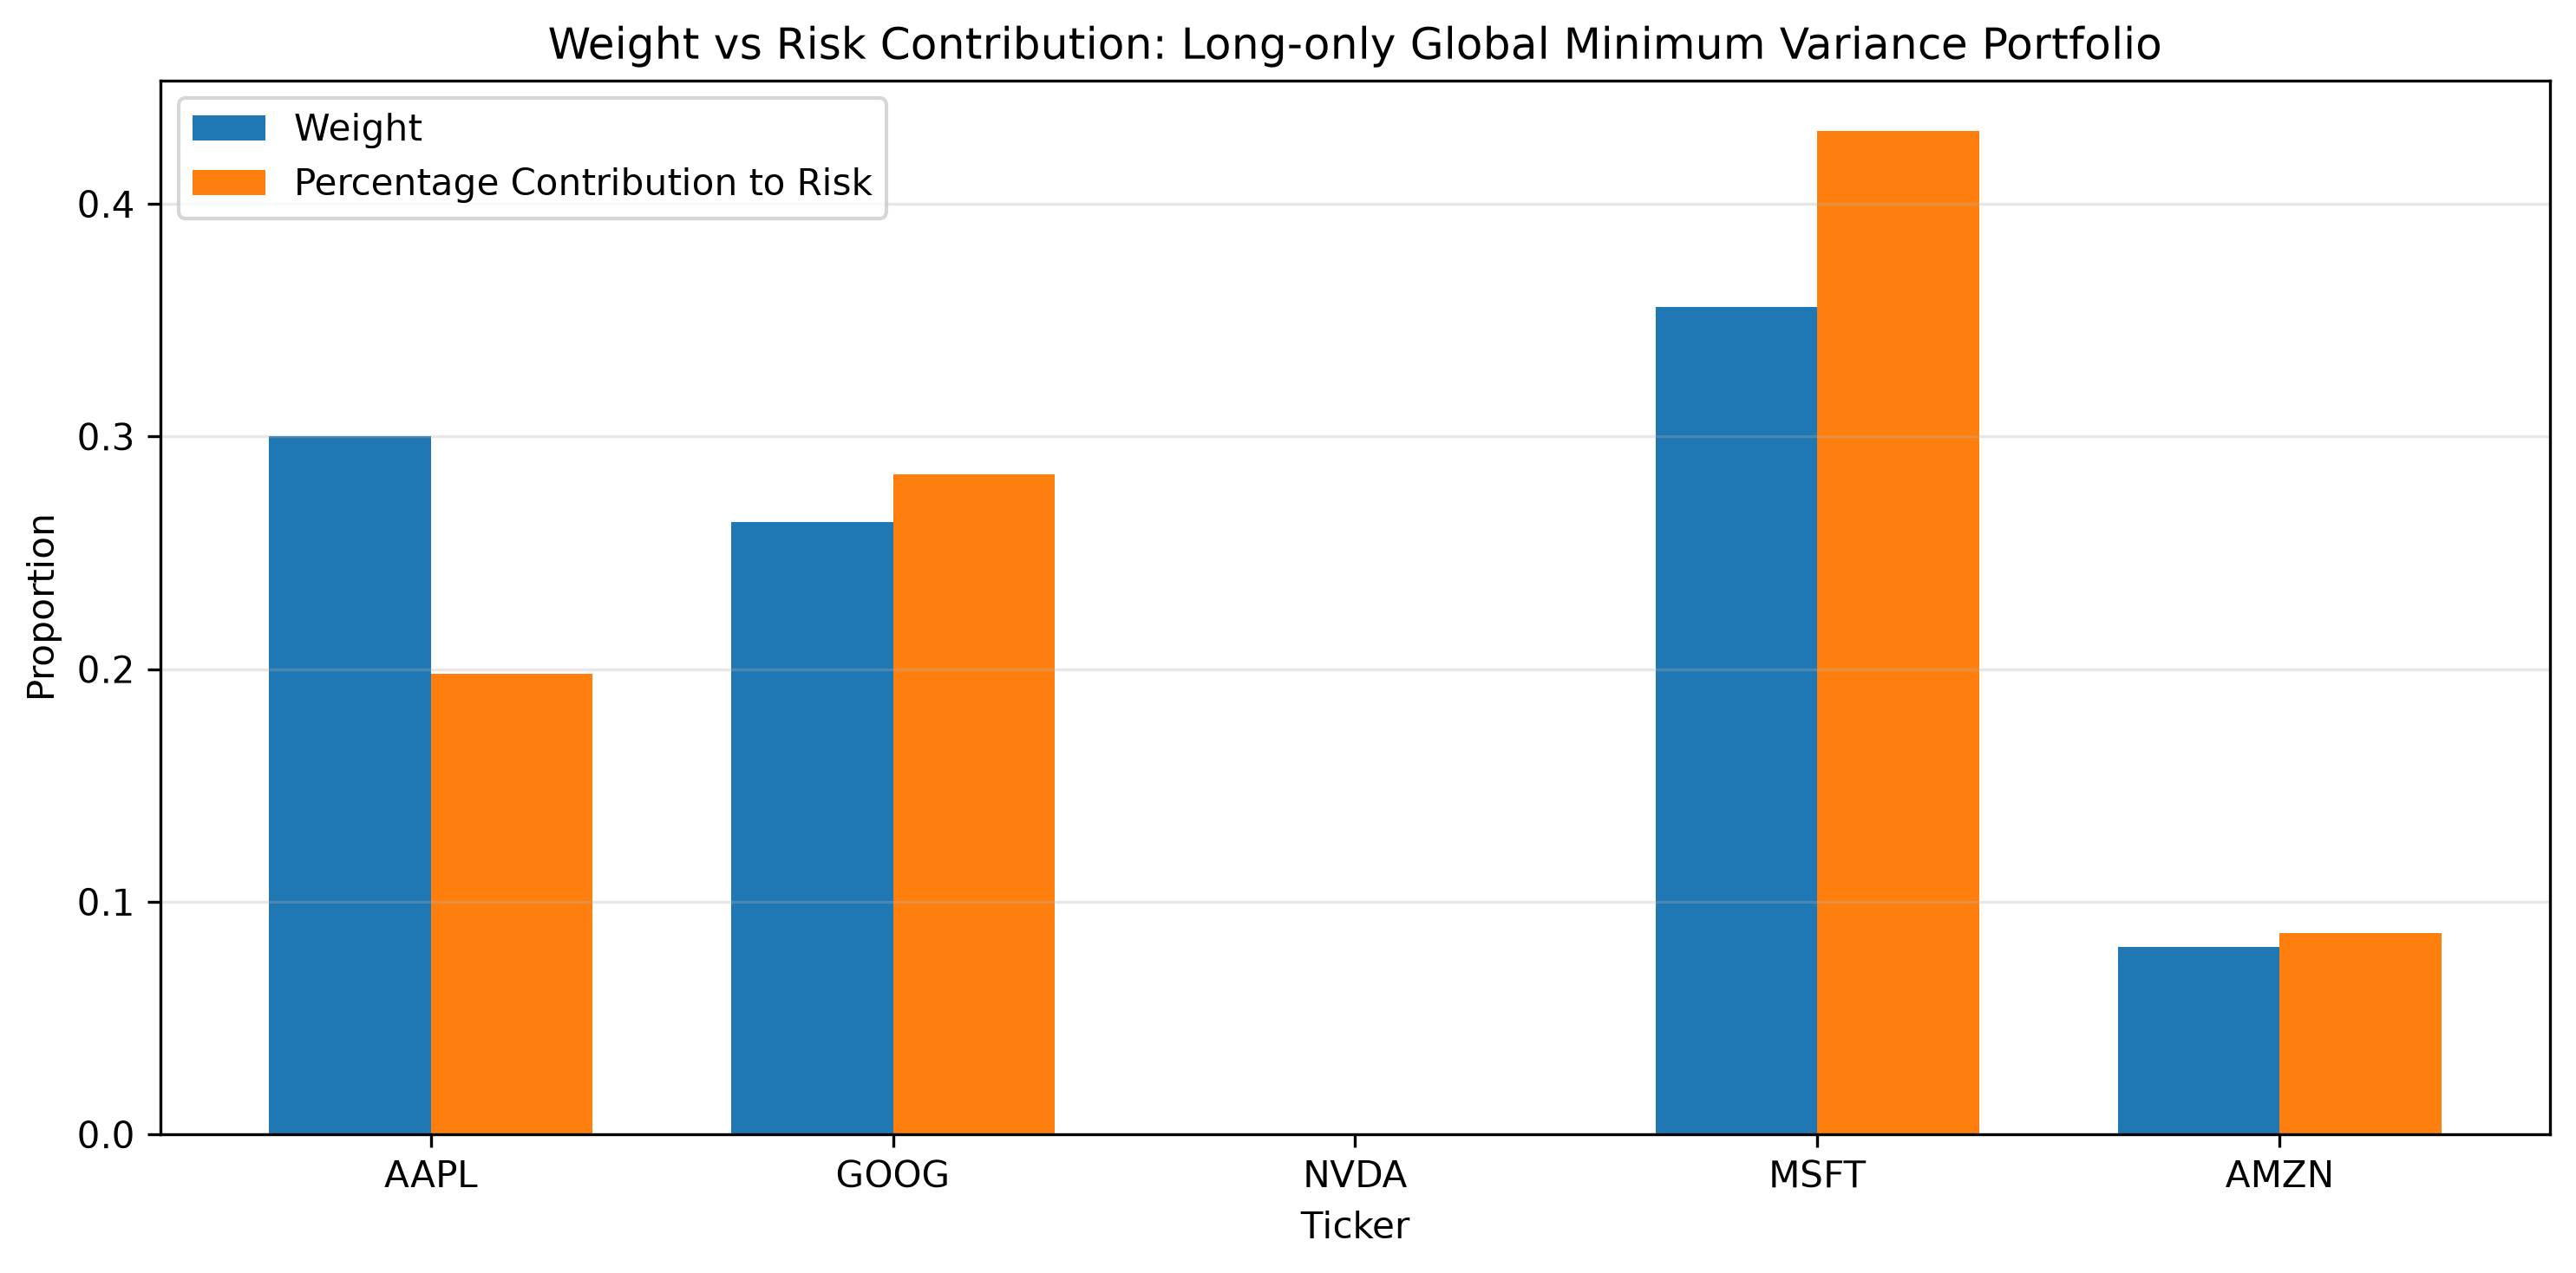 Weight vs Risk Contribution: Long-only Global Minimum Variance Portfolio
Weight
Percentage Contribution to Risk
0.4
0.3
0.2
0.1
0.0
Proportion
AAPL
GOOG
NVDA
MSFT
AMZN
Ticker